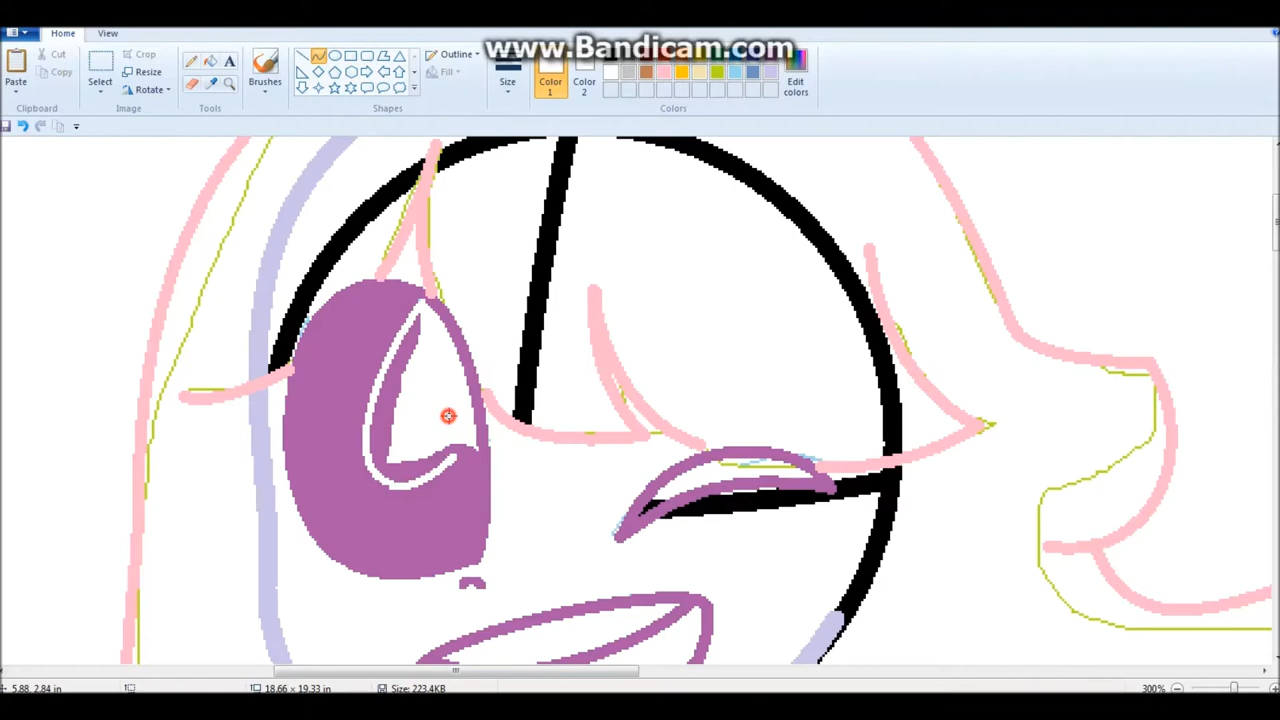 Home View
www.Bandicam.com
Cut
Crop
Outline
Copy
Resize
Fill
Paste
Select
Rotate
Brushes
Size
Color
1
Color
2
Edit
colors
Clipboard
Image
Tools
Shapes
Colors
5.88, 2.84 in
18.66 × 19.33 in
Size: 223.4KB
300%